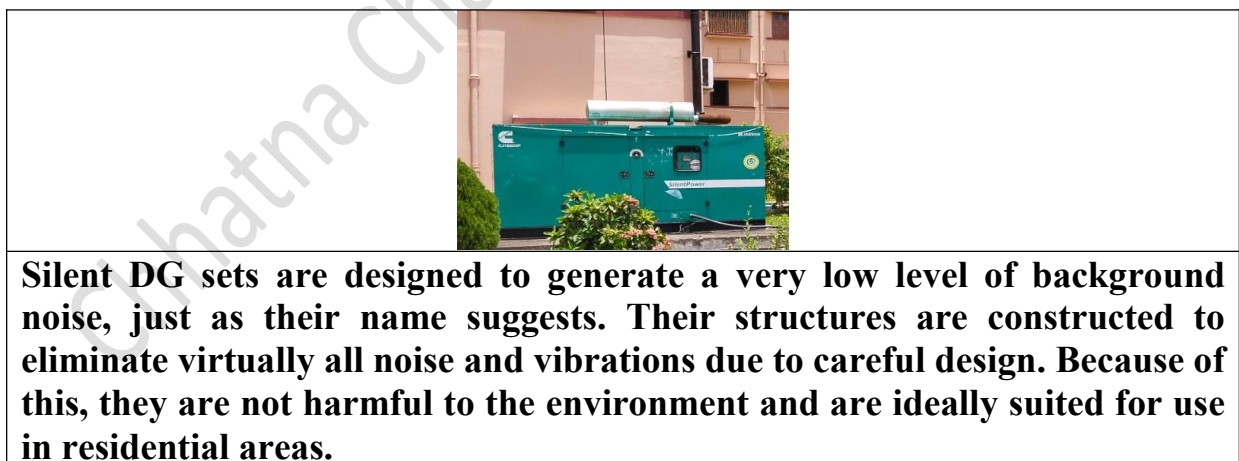 SilentPower
Silent DG sets are designed to generate a very low level of background
noise, just as their name suggests. Their structures are constructed to
eliminate virtually all noise and vibrations due to careful design. Because of
this, they are not harmful to the environment and are ideally suited for use
in residential areas.